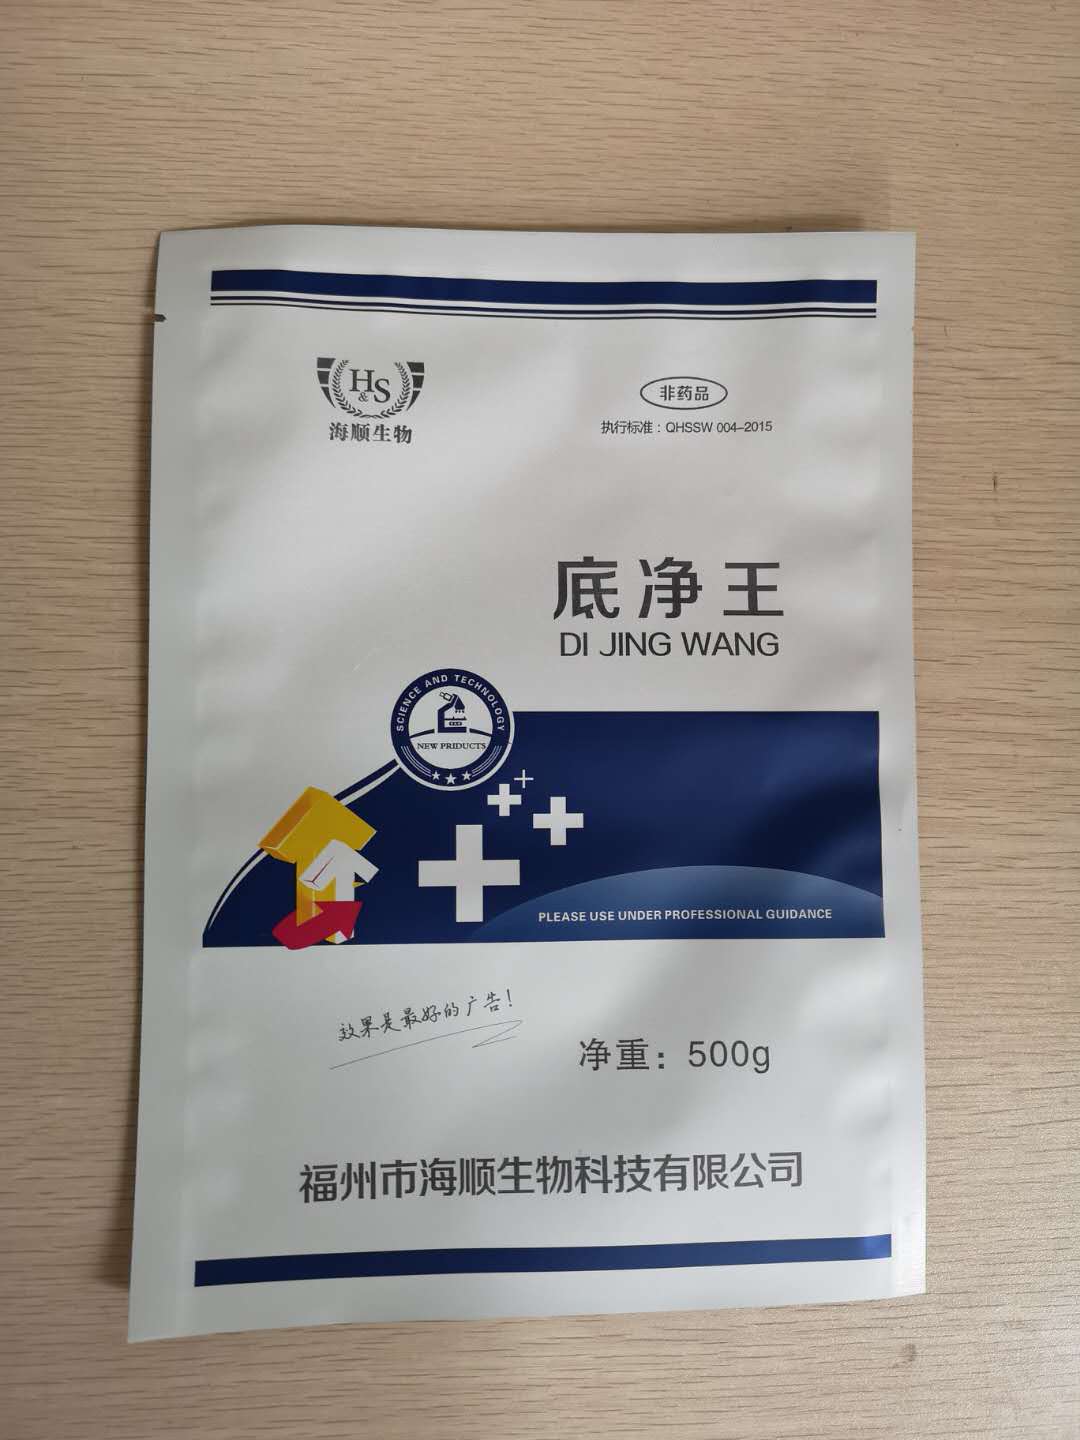 H&S
海顺生物
非药品
执行标准：QHSSW 004-2015
底净王
DI JING WANG
SCIENCE AND TECHNOLOGY
NEW PRIDUCTS
PLEASE USE UNDER PROFESSIONAL GUIDANCE
效果是最好的广告！
净重：500g
福州市海顺生物科技有限公司